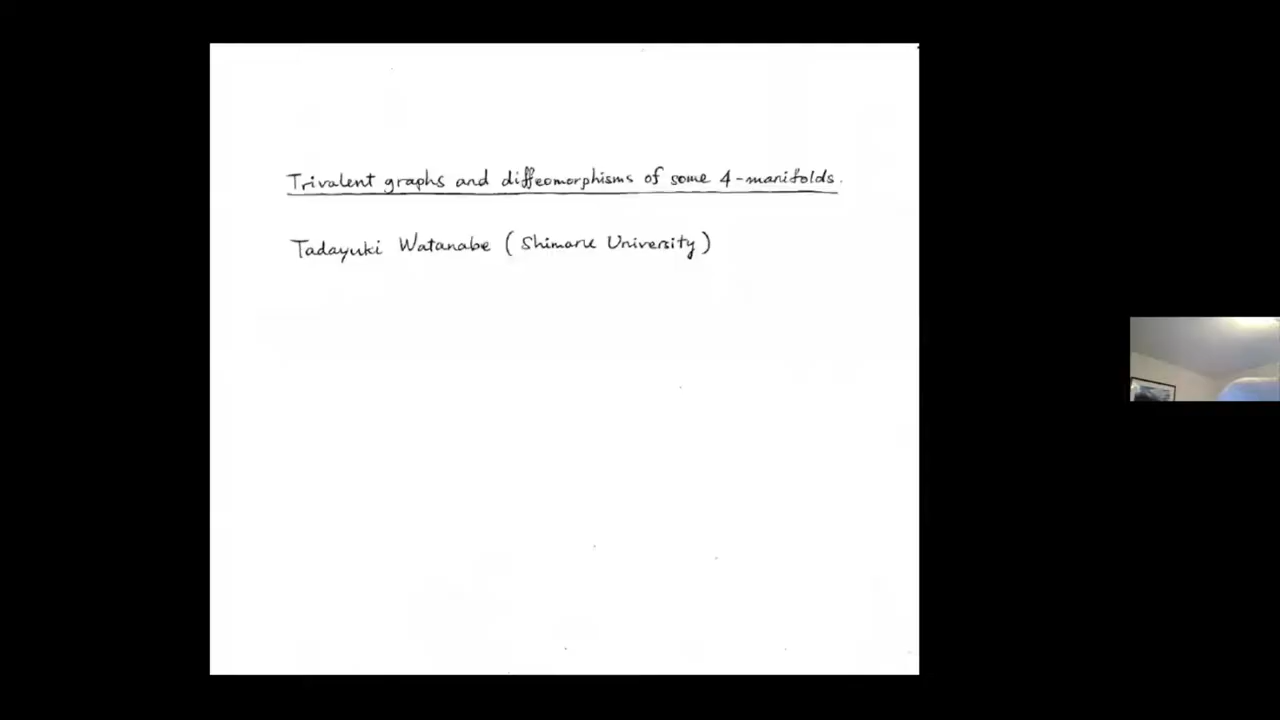 Trivalent graphs and diffeomorphisms of some 4-manifolds.
Tadayuki Watanabe (Shimane University)